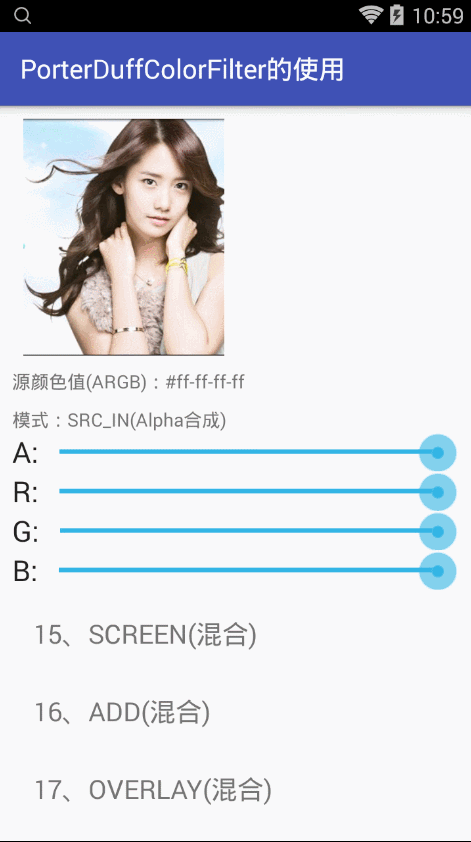 10:59
PorterDuffColorFilter的使用
源颜色值(ARGB)：#ff-ff-ff-ff
模式：SRC_IN(Alpha合成)
A:
R:
G:
B:
15、SCREEN(混合)
16、ADD(混合)
17、OVERLAY(混合)